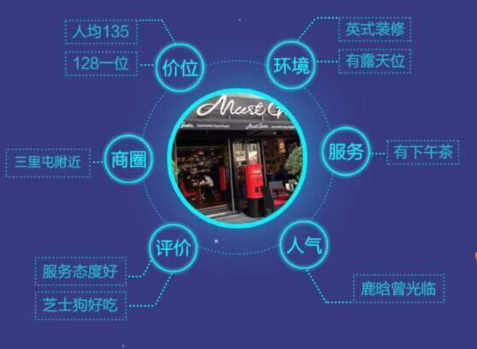 人均135
128一位
价位
环境
英式装修
有露天位
Must G
三里屯附近
商圈
服务
有下午茶
评价
人气
服务态度好
芝士狗好吃
鹿晗曾光临